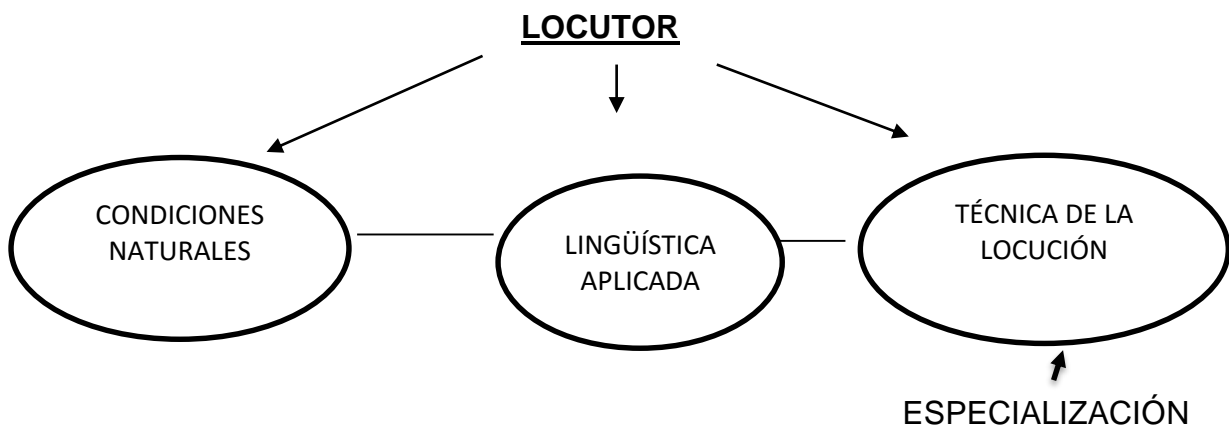 LOCUTOR
CONDICIONES
NATURALES
LINGÜÍSTICA
APLICADA
TÉCNICA DE LA
LOCUCIÓN
ESPECIALIZACIÓN